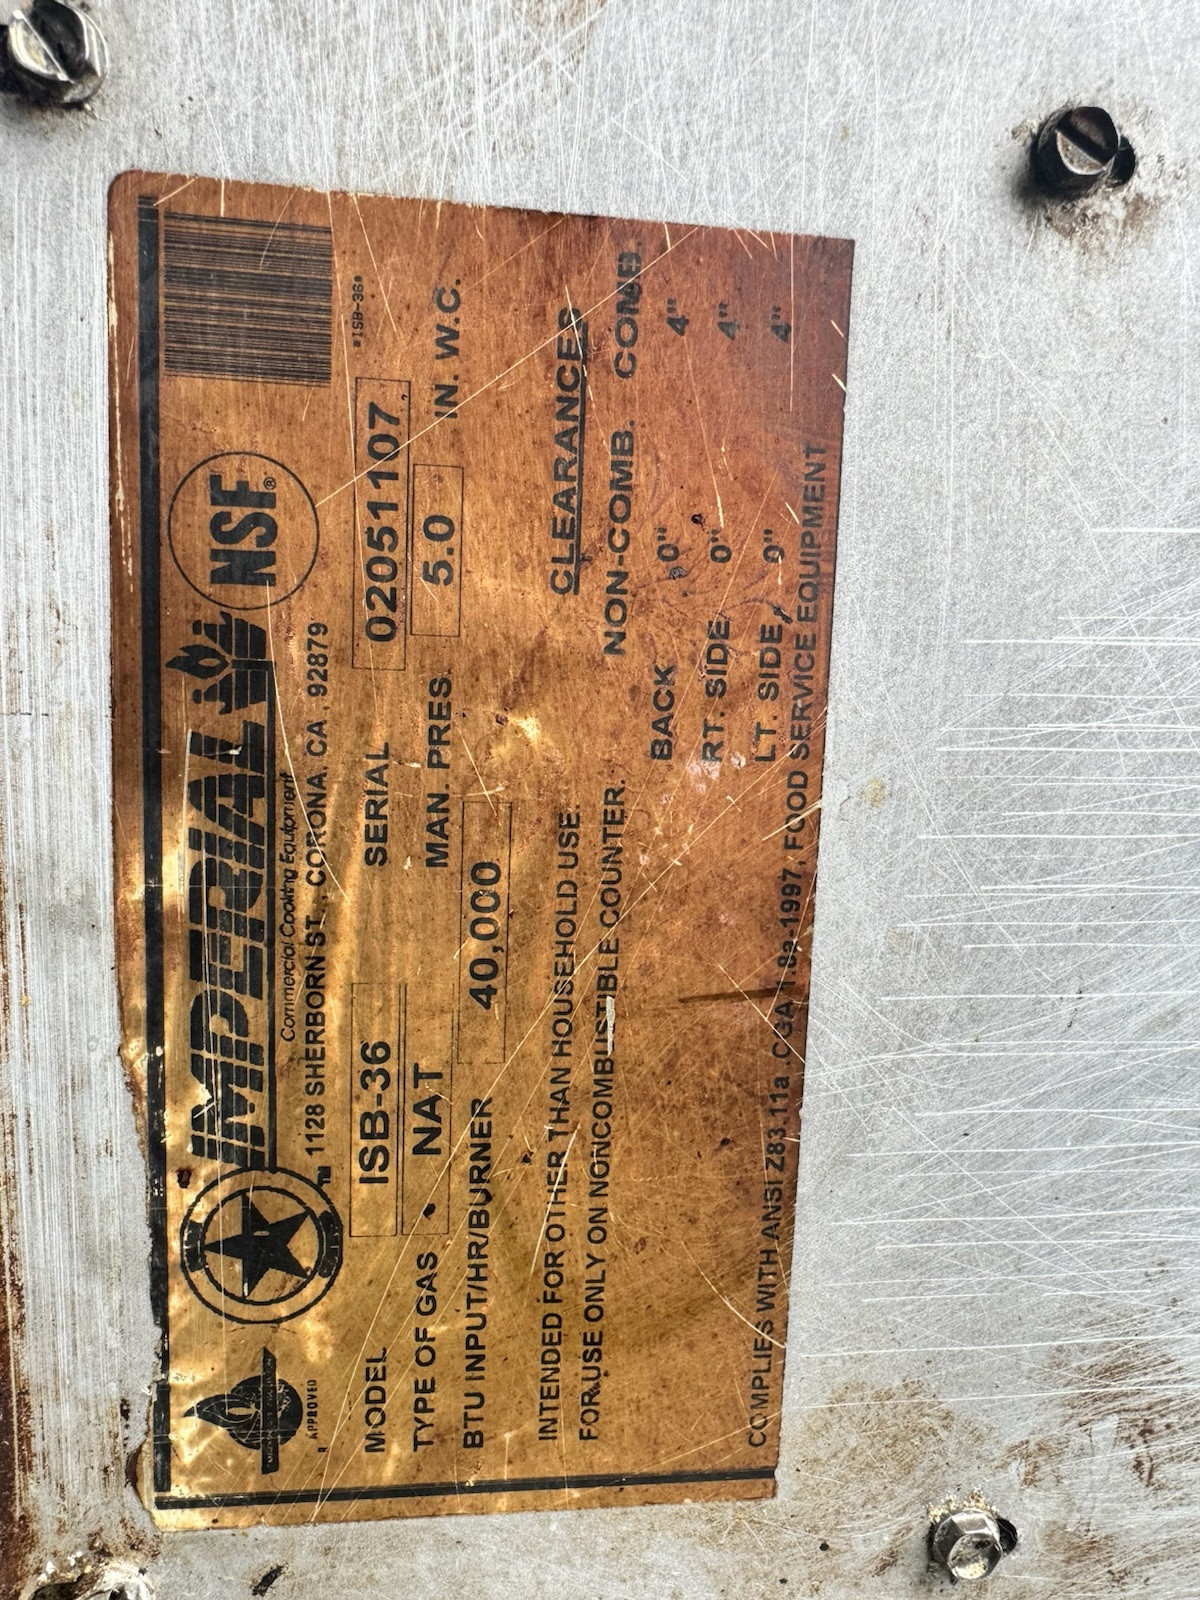 APPROVED
IMPERIAL
Commercial Cooking Equipment
NSF®
1128 SHERBORN ST., CORONA, CA, 92879
*ISB-36*
MODEL ISB-36 SERIAL 02051107
TYPE OF GAS NAT MAN. PRES. 5.0 IN. W.C.
BTU INPUT/HR/BURNER 40,000
INTENDED FOR OTHER THAN HOUSEHOLD USE.
FOR USE ONLY ON NONCOMBUSTIBLE COUNTER.
CLEARANCES
NON-COMB. COMB.
BACK 0" 4"
RT. SIDE 0" 4"
LT. SIDE 0" 4"
COMPLIES WITH ANSI Z83.11a CGA 1.8a-1997, FOOD SERVICE EQUIPMENT